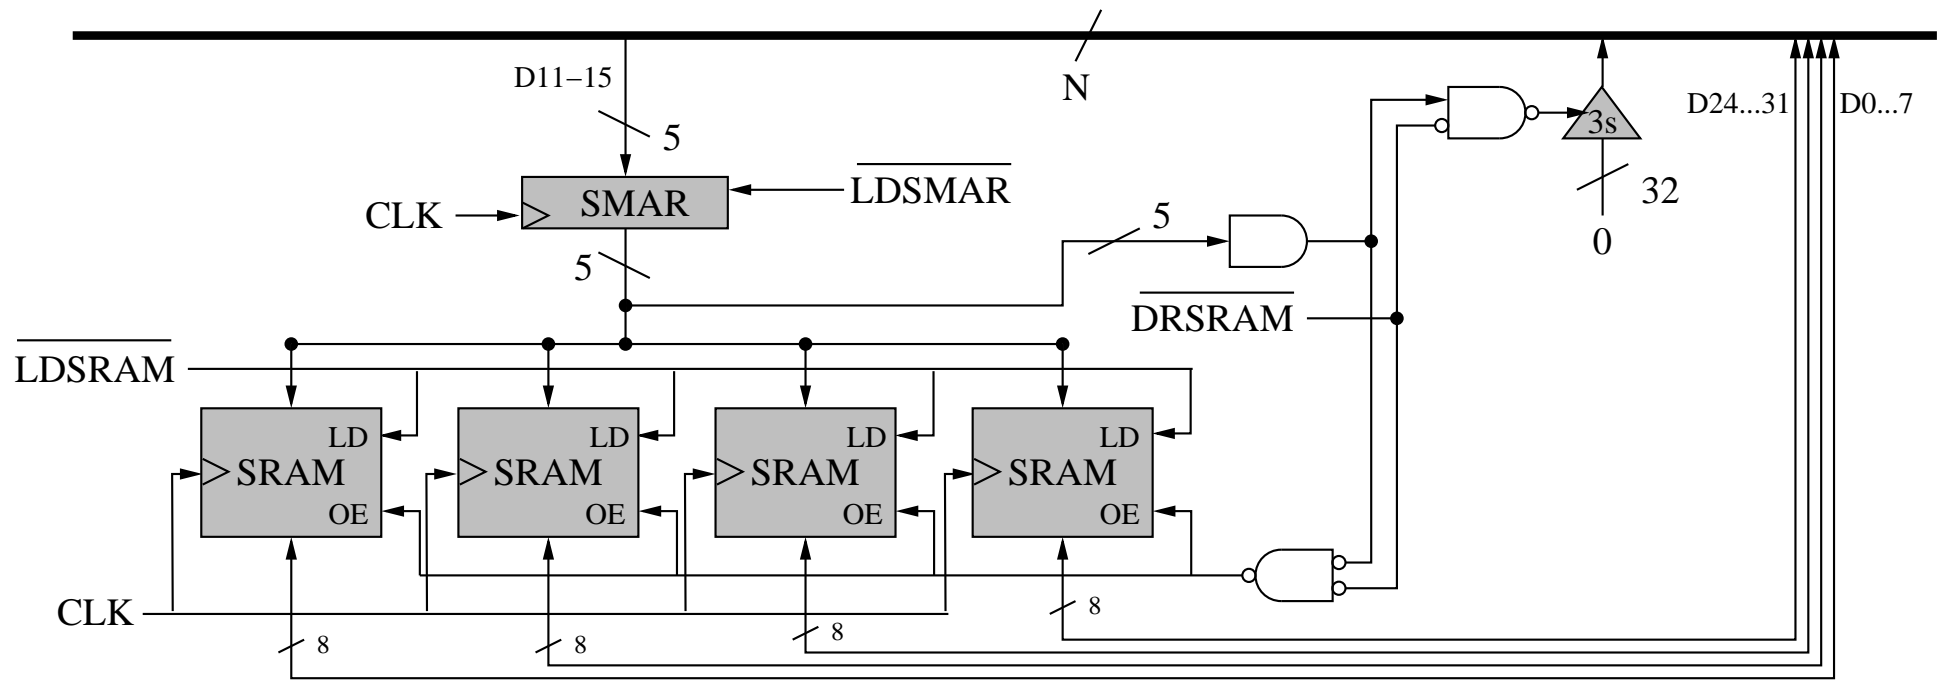 D11−15
5
N
D24...31
D0...7
3s
32
0
LDSMAR
SMAR
CLK
5
5
DRSRAM
LDSRAM
LD
SRAM
OE
LD
SRAM
OE
LD
SRAM
OE
LD
SRAM
OE
CLK
8
8
8
8